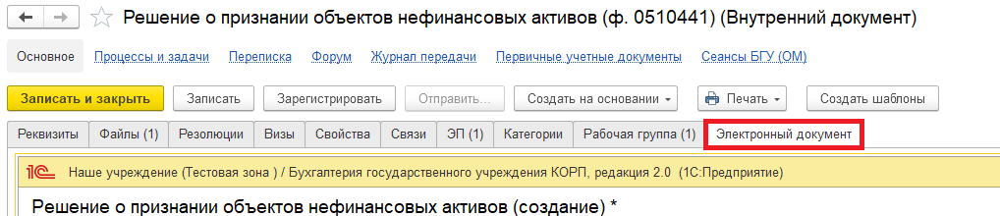 Решение о признании объектов нефинансовых активов (ф. 0510441) (Внутренний документ)
Основное Процессы и задачи Переписка Форум Журнал передачи Первичные учетные документы Сеансы БГУ (ОМ)
Записать и закрыть Записать Зарегистрировать Отправить... Создать на основании Печать Создать шаблоны
Реквизиты Файлы (1) Резолюции Визы Свойства Связи ЭП (1) Категории Рабочая группа (1) Электронный документ
1С Наше учреждение (Тестовая зона ) / Бухгалтерия государственного учреждения КОРП, редакция 2.0 (1С:Предприятие)
Решение о признании объектов нефинансовых активов (создание) *